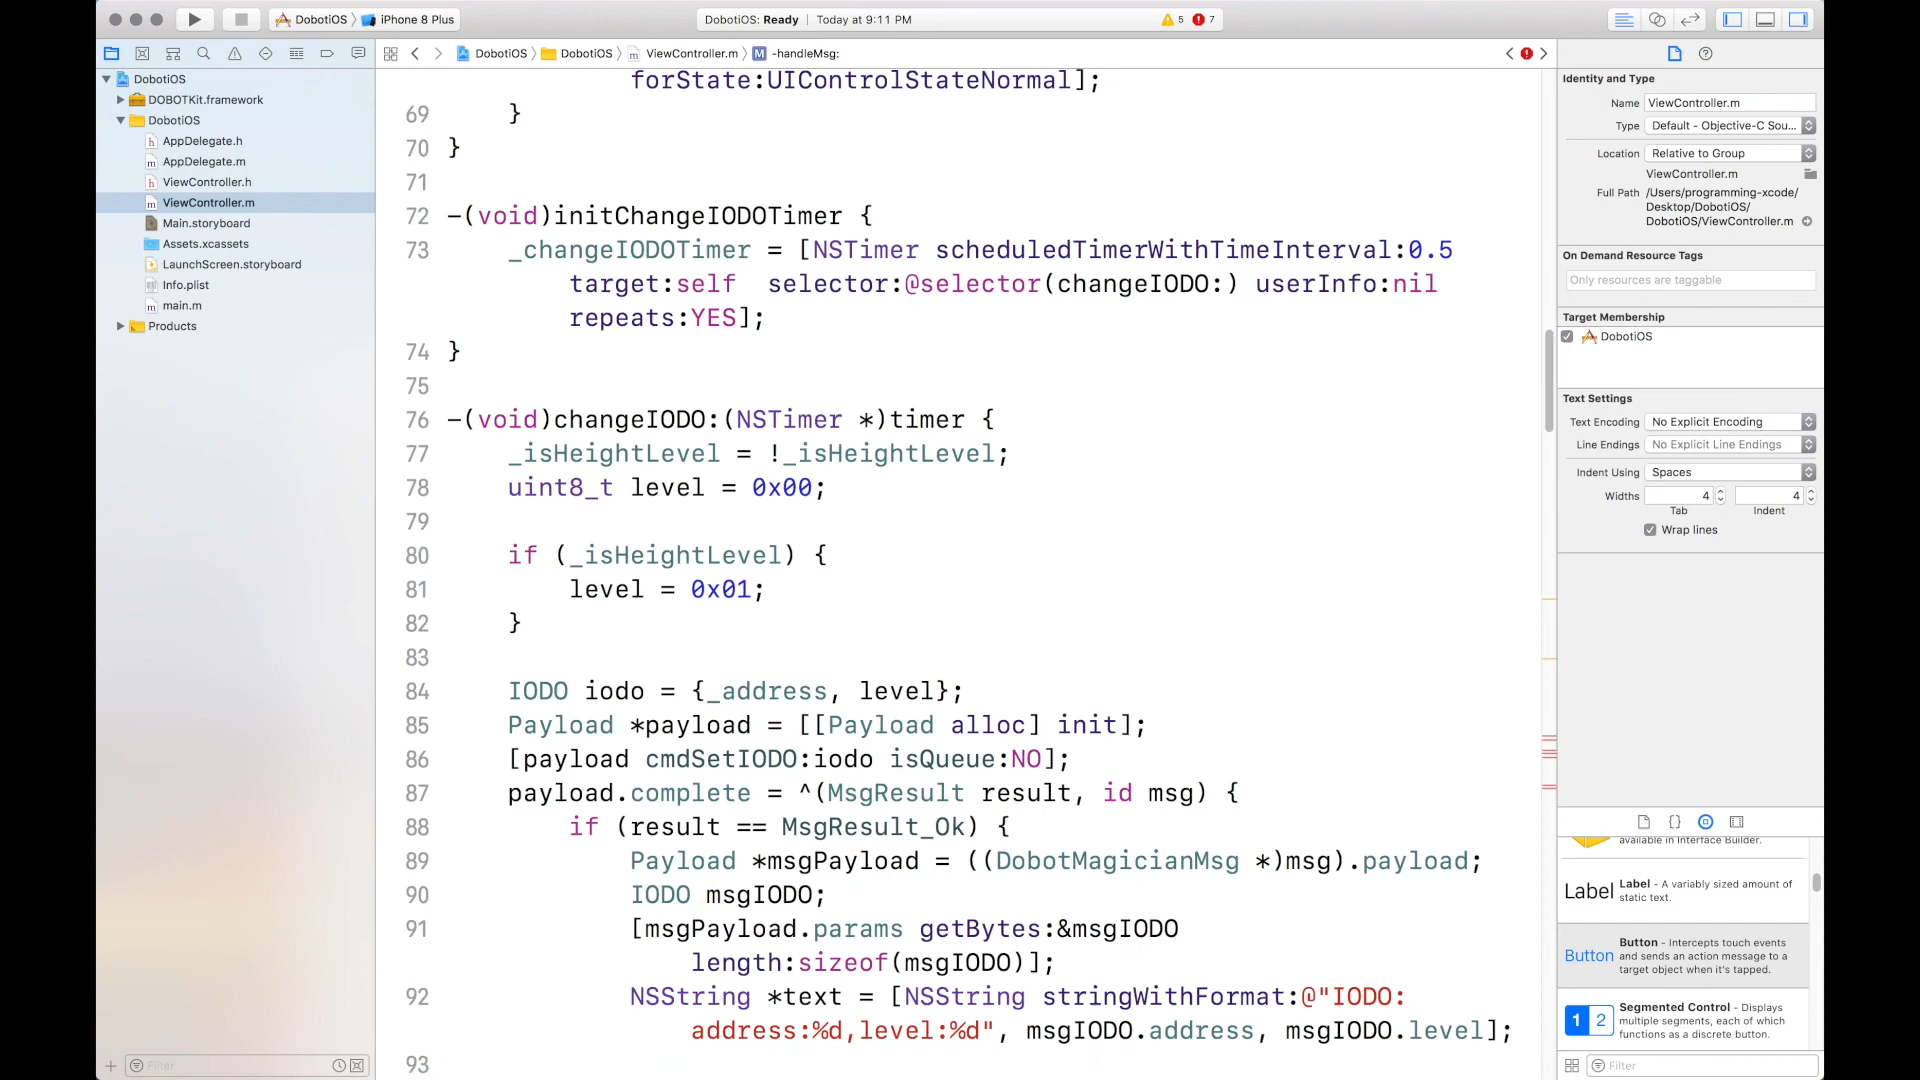 DobotiOS
iPhone 8 Plus
DobotiOS: Ready
Today at 9:11 PM
5
7
DobotiOS
DobotiOS
ViewController.m
M
-handleMsg:
DobotiOS
DOBOTKit.framework
DobotiOS
h AppDelegate.h
m AppDelegate.m
h ViewController.h
m ViewController.m
Main.storyboard
Assets.xcassets
LaunchScreen.storyboard
Info.plist
m main.m
Products
Filter
forState:UIControlStateNormal];
69 }
70 }
71
72 -(void)initChangeIODOTimer {
73 _changeIODOTimer = [NSTimer scheduledTimerWithTimeInterval:0.5
target:self  selector:@selector(changeIODO:) userInfo:nil
repeats:YES];
74 }
75
76 -(void)changeIODO:(NSTimer *)timer {
77 _isHeightLevel = !_isHeightLevel;
78 uint8_t level = 0x00;
79
80 if (_isHeightLevel) {
81 level = 0x01;
82 }
83
84 IODO iodo = {_address, level};
85 Payload *payload = [[Payload alloc] init];
86 [payload cmdSetIODO:iodo isQueue:NO];
87 payload.complete = ^(MsgResult result, id msg) {
88 if (result == MsgResult_Ok) {
89 Payload *msgPayload = ((DobotMagicianMsg *)msg).payload;
90 IODO msgIODO;
91 [msgPayload.params getBytes:&msgIODO
length:sizeof(msgIODO)];
92 NSString *text = [NSString stringWithFormat:@"IODO:
address:%d,level:%d", msgIODO.address, msgIODO.level];
93
Identity and Type
Name ViewController.m
Type Default - Objective-C Sou...
Location Relative to Group
ViewController.m
Full Path /Users/programming-xcode/
Desktop/DobotiOS/
DobotiOS/ViewController.m
On Demand Resource Tags
Only resources are taggable
Target Membership
DobotiOS
Text Settings
Text Encoding No Explicit Encoding
Line Endings No Explicit Line Endings
Indent Using Spaces
Widths 4 4
Tab Indent
Wrap lines
{}
available in Interface Builder.
Label
Label - A variably sized amount of
static text.
Button
Button - Intercepts touch events
and sends an action message to a
target object when it's tapped.
1 2
Segmented Control - Displays
multiple segments, each of which
functions as a discrete button.
Filter